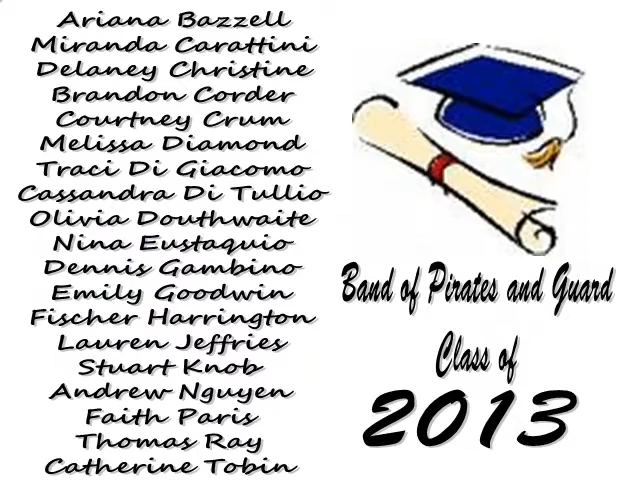 Ariana Bazzell
Miranda Carattini
Delaney Christine
Brandon Corder
Courtney Crum
Melissa Diamond
Traci Di Giacomo
Cassandra Di Tullio
Olivia Douthwaite
Nina Eustaquio
Dennis Gambino
Emily Goodwin
Fischer Harrington
Lauren Jeffries
Stuart Knob
Andrew Nguyen
Faith Paris
Thomas Ray
Catherine Tobin
Band of Pirates and Guard
Class of
2013